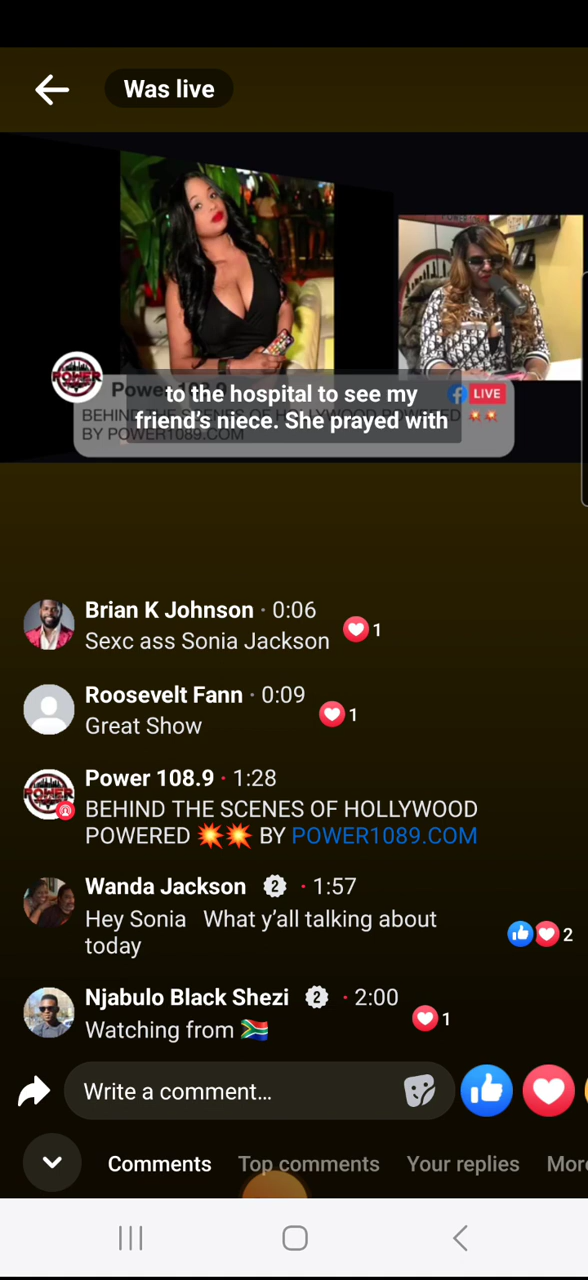 Was live
POWER
Power 108.9
to the hospital to see my
friend's niece. She prayed with
LIVE
BEHIND THE SCENES OF HOLLYWOOD POWERED 💥💥
BY POWER1089.COM
Brian K Johnson · 0:06
Sexc ass Sonia Jackson
1
Roosevelt Fann · 0:09
Great Show
1
POWER
Power 108.9 · 1:28
BEHIND THE SCENES OF HOLLYWOOD
POWERED 💥💥 BY POWER1089.COM
Wanda Jackson 2 · 1:57
Hey Sonia What y'all talking about
today
2
Njabulo Black Shezi 2 · 2:00
Watching from 🇿🇦
1
Write a comment...
Comments Top comments Your replies More